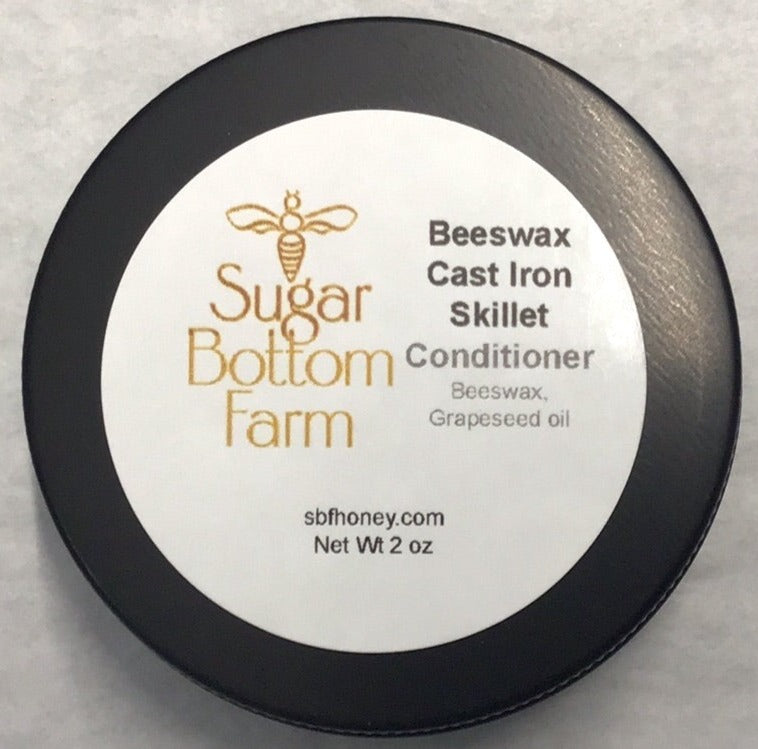 Sugar
Bottom
Farm
Beeswax
Cast Iron
Skillet
Conditioner
Beeswax,
Grapeseed oil
sbfhoney.com
Net Wt 2 oz